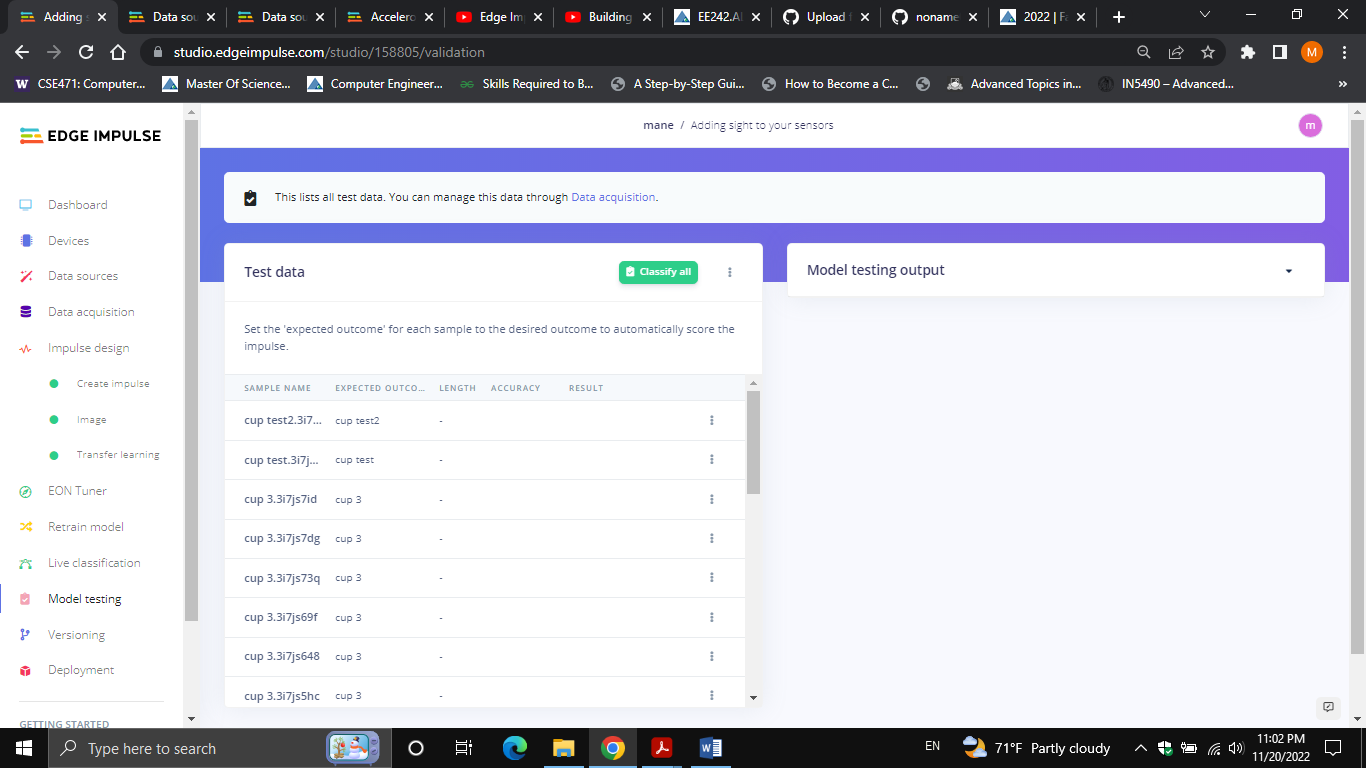 Adding s
Data sou
Data sou
Accelero
Edge Im
Building
EE242.A
Upload f
noname
2022 | Fa
studio.edgeimpulse.com/studio/158805/validation
M
CSE471: Computer...
Master Of Science...
Computer Engineer...
Skills Required to B...
A Step-by-Step Gui...
How to Become a C...
Advanced Topics in...
IN5490 – Advanced...
»
EDGE IMPULSE
mane / Adding sight to your sensors
m
Dashboard
Devices
Data sources
Data acquisition
Impulse design
Create impulse
Image
Transfer learning
EON Tuner
Retrain model
Live classification
Model testing
Versioning
Deployment
GETTING STARTED
This lists all test data. You can manage this data through Data acquisition.
Test data
Classify all
Set the 'expected outcome' for each sample to the desired outcome to automatically score the
impulse.
SAMPLE NAME EXPECTED OUTCO... LENGTH ACCURACY RESULT
cup test2.3i7... cup test2 -
cup test.3i7j... cup test -
cup 3.3i7js7id cup 3 -
cup 3.3i7js7dg cup 3 -
cup 3.3i7js73q cup 3 -
cup 3.3i7js69f cup 3 -
cup 3.3i7js648 cup 3 -
cup 3.3i7js5hc cup 3 -
Model testing output
Type here to search
EN
71°F Partly cloudy
11:02 PM
11/20/2022